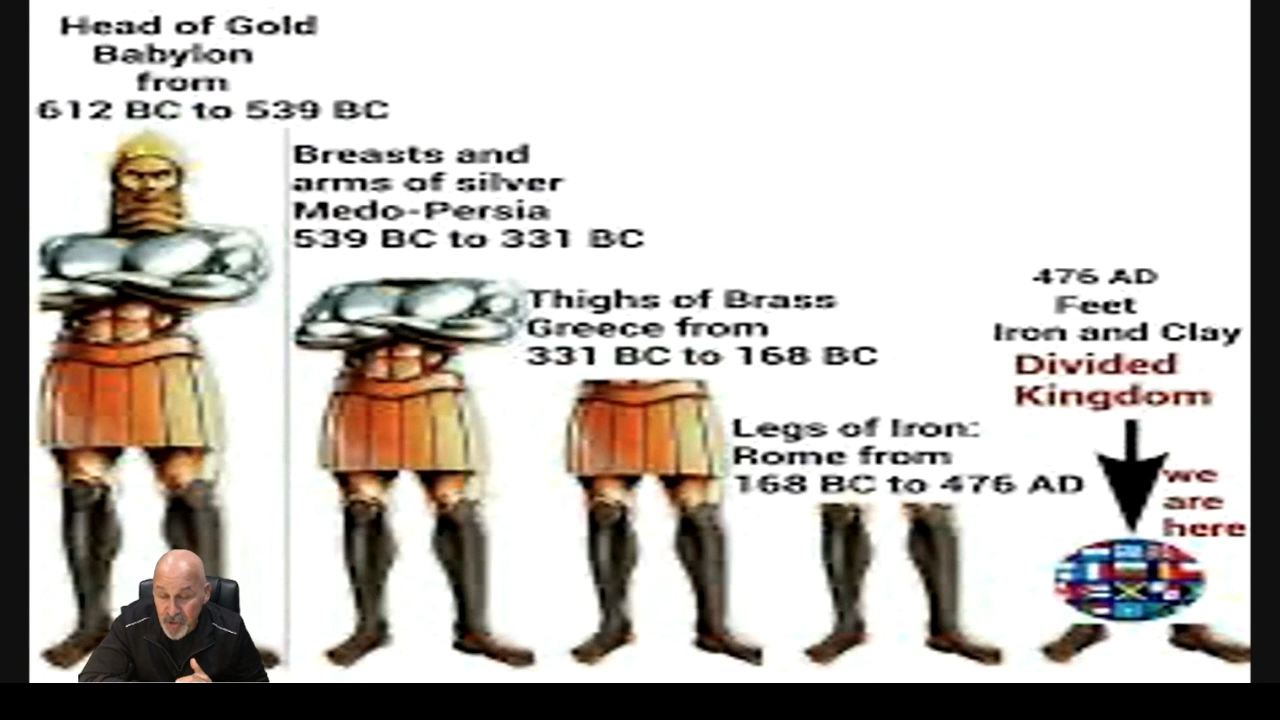 Head of Gold
Babylon
from
612 BC to 539 BC
Breasts and
arms of silver
Medo-Persia
539 BC to 331 BC
Thighs of Brass
Greece from
331 BC to 168 BC
Legs of Iron:
Rome from
168 BC to 476 AD
476 AD
Feet
Iron and Clay
Divided
Kingdom
we
are
here